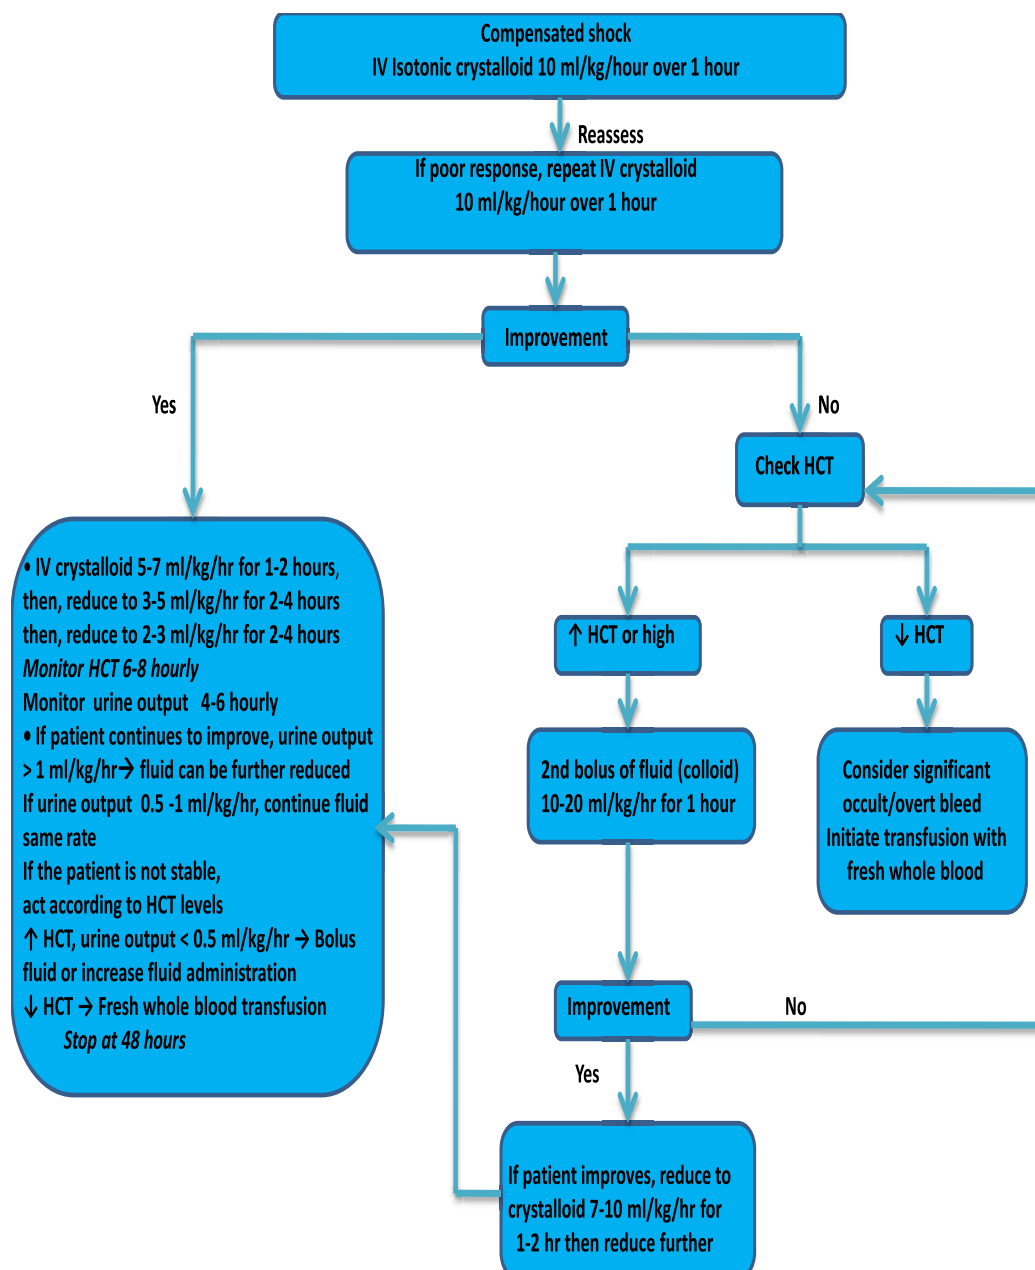 Compensated shock
IV Isotonic crystalloid 10 ml/kg/hour over 1 hour
Reassess
If poor response, repeat IV crystalloid
10 ml/kg/hour over 1 hour
Improvement
Yes
No
Check HCT
• IV crystalloid 5-7 ml/kg/hr for 1-2 hours,
then, reduce to 3-5 ml/kg/hr for 2-4 hours
then, reduce to 2-3 ml/kg/hr for 2-4 hours
Monitor HCT 6-8 hourly
Monitor urine output 4-6 hourly
• If patient continues to improve, urine output
> 1 ml/kg/hr→ fluid can be further reduced
If urine output 0.5 -1 ml/kg/hr, continue fluid
same rate
If the patient is not stable,
act according to HCT levels
↑ HCT, urine output < 0.5 ml/kg/hr → Bolus
fluid or increase fluid administration
↓ HCT → Fresh whole blood transfusion
Stop at 48 hours
↑ HCT or high
↓ HCT
2nd bolus of fluid (colloid)
10-20 ml/kg/hr for 1 hour
Consider significant
occult/overt bleed
Initiate transfusion with
fresh whole blood
Improvement
No
Yes
If patient improves, reduce to
crystalloid 7-10 ml/kg/hr for
1-2 hr then reduce further